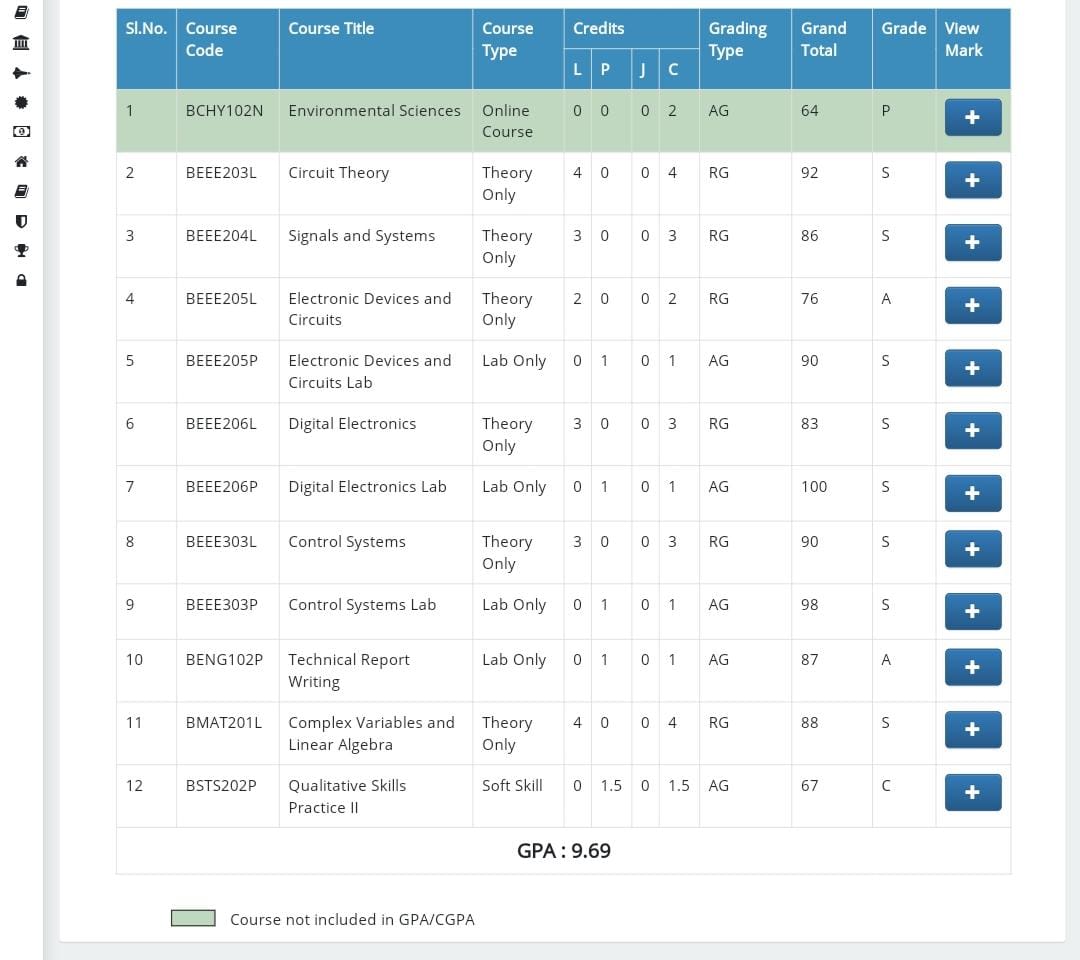 Sl.No. Course Code Course Title Course Type Credits Grading Type Grand Total Grade View Mark
L P J C
1 BCHY102N Environmental Sciences Online Course 0 0 0 2 AG 64 P
2 BEEE203L Circuit Theory Theory Only 4 0 0 4 RG 92 S
3 BEEE204L Signals and Systems Theory Only 3 0 0 3 RG 86 S
4 BEEE205L Electronic Devices and Circuits Theory Only 2 0 0 2 RG 76 A
5 BEEE205P Electronic Devices and Circuits Lab Lab Only 0 1 0 1 AG 90 S
6 BEEE206L Digital Electronics Theory Only 3 0 0 3 RG 83 S
7 BEEE206P Digital Electronics Lab Lab Only 0 1 0 1 AG 100 S
8 BEEE303L Control Systems Theory Only 3 0 0 3 RG 90 S
9 BEEE303P Control Systems Lab Lab Only 0 1 0 1 AG 98 S
10 BENG102P Technical Report Writing Lab Only 0 1 0 1 AG 87 A
11 BMAT201L Complex Variables and Linear Algebra Theory Only 4 0 0 4 RG 88 S
12 BSTS202P Qualitative Skills Practice II Soft Skill 0 1.5 0 1.5 AG 67 C
GPA : 9.69
Course not included in GPA/CGPA